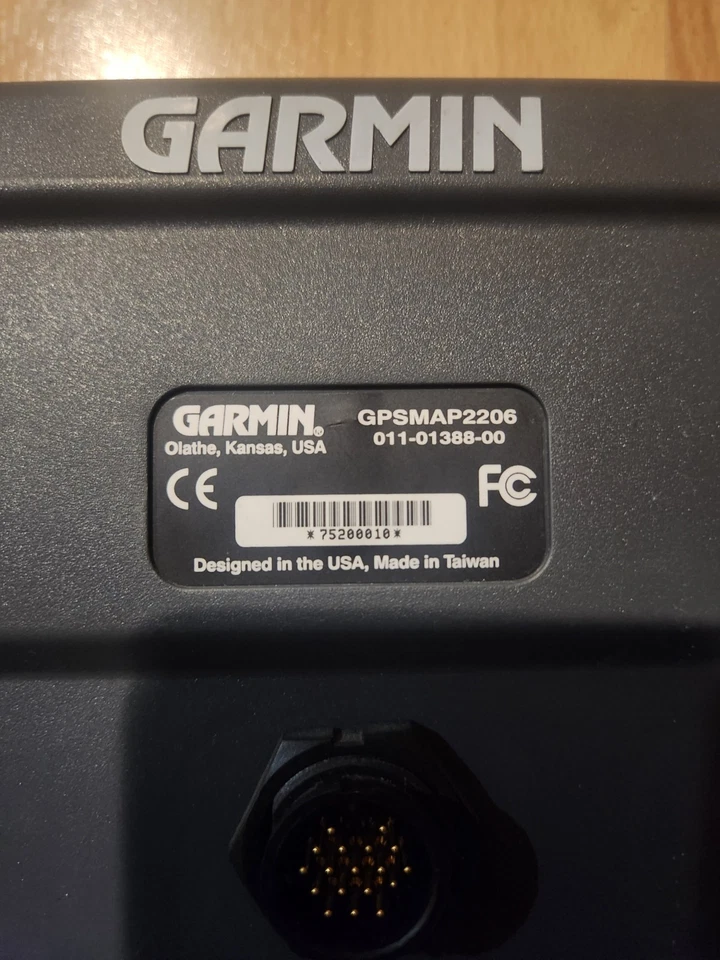 GARMIN
GARMIN® GPSMAP2206
Olathe, Kansas, USA 011-01388-00
CE FC
*75200010*
Designed in the USA, Made in Taiwan